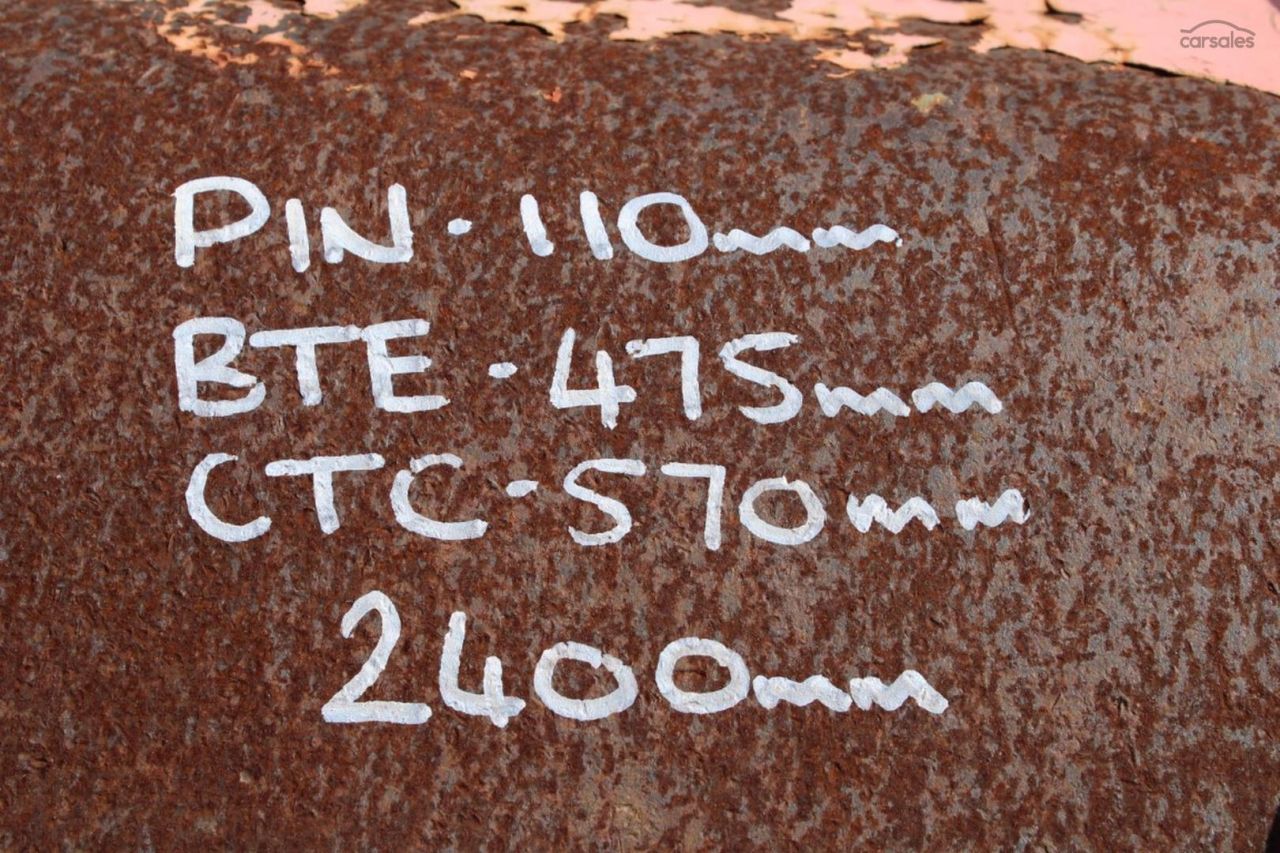 carsales
PIN - 110mm
BTE - 475mm
CTC - 570mm
2400mm